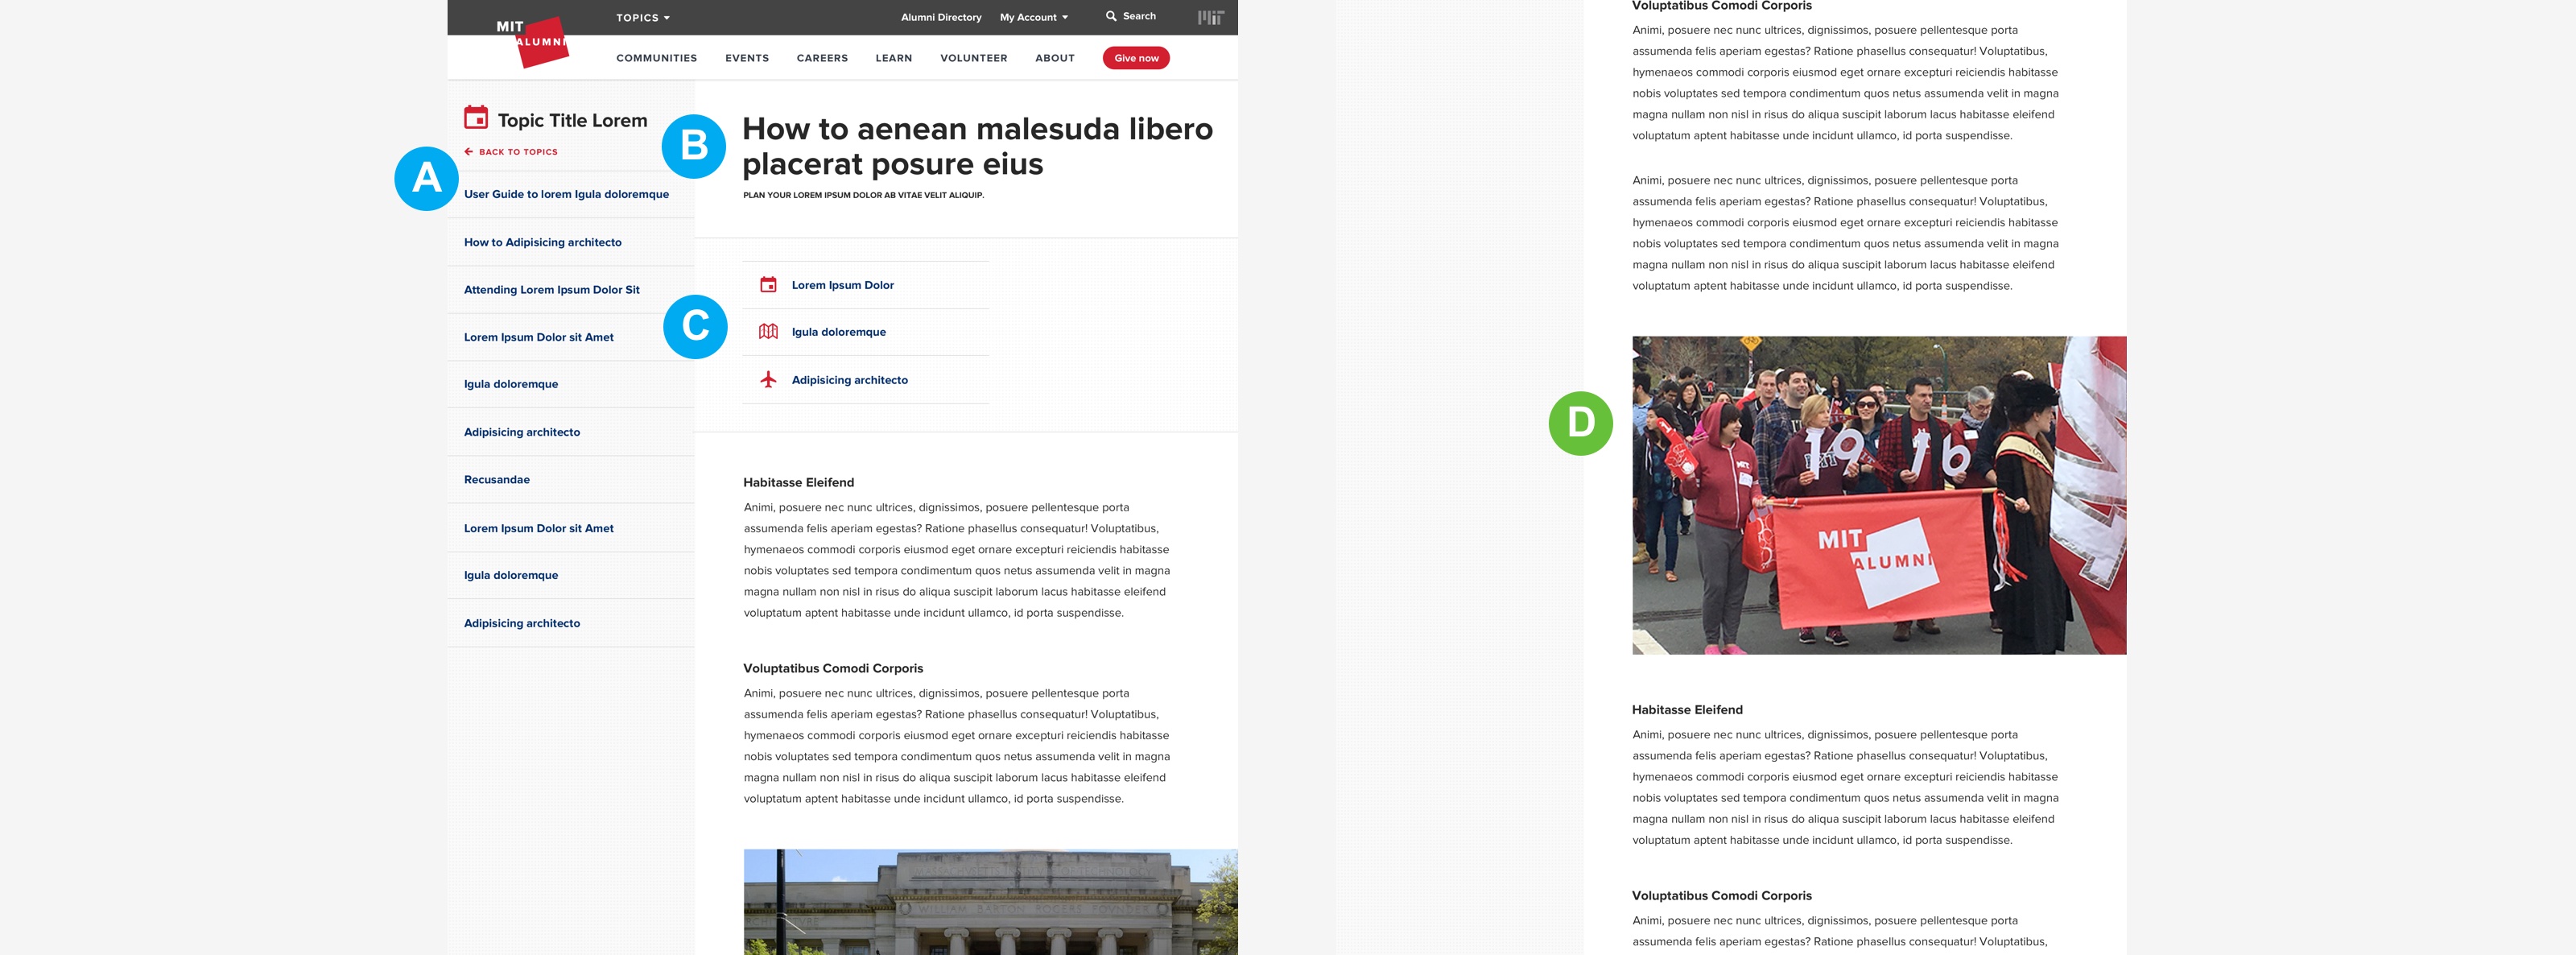 MIT
ALUMNI
TOPICS
Alumni Directory
My Account
Search
COMMUNITIES
EVENTS
CAREERS
LEARN
VOLUNTEER
ABOUT
Give now
Topic Title Lorem
BACK TO TOPICS
A
User Guide to lorem Igula doloremque
How to Adipisicing architecto
Attending Lorem Ipsum Dolor Sit
Lorem Ipsum Dolor sit Amet
Igula doloremque
Adipisicing architecto
Recusandae
Lorem Ipsum Dolor sit Amet
Igula doloremque
Adipisicing architecto
B
How to aenean malesuda libero
placerat posure eius
PLAN YOUR LOREM IPSUM DOLOR AB VITAE VELIT ALIQUIP.
C
Lorem Ipsum Dolor
Igula doloremque
Adipisicing architecto
Habitasse Eleifend
Animi, posuere nec nunc ultrices, dignissimos, posuere pellentesque porta
assumenda felis aperiam egestas? Ratione phasellus consequatur! Voluptatibus,
hymenaeos commodi corporis eiusmod eget ornare excepturi reiciendis habitasse
nobis voluptates sed tempora condimentum quos netus assumenda velit in magna
magna nullam non nisl in risus do aliqua suscipit laborum lacus habitasse eleifend
voluptatum aptent habitasse unde incidunt ullamco, id porta suspendisse.
Voluptatibus Comodi Corporis
Animi, posuere nec nunc ultrices, dignissimos, posuere pellentesque porta
assumenda felis aperiam egestas? Ratione phasellus consequatur! Voluptatibus,
hymenaeos commodi corporis eiusmod eget ornare excepturi reiciendis habitasse
nobis voluptates sed tempora condimentum quos netus assumenda velit in magna
magna nullam non nisl in risus do aliqua suscipit laborum lacus habitasse eleifend
voluptatum aptent habitasse unde incidunt ullamco, id porta suspendisse.
WILLIAM BARTON ROGERS FOUNDER
Voluptatibus Comodi Corporis
Animi, posuere nec nunc ultrices, dignissimos, posuere pellentesque porta
assumenda felis aperiam egestas? Ratione phasellus consequatur! Voluptatibus,
hymenaeos commodi corporis eiusmod eget ornare excepturi reiciendis habitasse
nobis voluptates sed tempora condimentum quos netus assumenda velit in magna
magna nullam non nisl in risus do aliqua suscipit laborum lacus habitasse eleifend
voluptatum aptent habitasse unde incidunt ullamco, id porta suspendisse.
Animi, posuere nec nunc ultrices, dignissimos, posuere pellentesque porta
assumenda felis aperiam egestas? Ratione phasellus consequatur! Voluptatibus,
hymenaeos commodi corporis eiusmod eget ornare excepturi reiciendis habitasse
nobis voluptates sed tempora condimentum quos netus assumenda velit in magna
magna nullam non nisl in risus do aliqua suscipit laborum lacus habitasse eleifend
voluptatum aptent habitasse unde incidunt ullamco, id porta suspendisse.
D
1916
MIT
MIT
MIT
ALUMNI
Habitasse Eleifend
Animi, posuere nec nunc ultrices, dignissimos, posuere pellentesque porta
assumenda felis aperiam egestas? Ratione phasellus consequatur! Voluptatibus,
hymenaeos commodi corporis eiusmod eget ornare excepturi reiciendis habitasse
nobis voluptates sed tempora condimentum quos netus assumenda velit in magna
magna nullam non nisl in risus do aliqua suscipit laborum lacus habitasse eleifend
voluptatum aptent habitasse unde incidunt ullamco, id porta suspendisse.
Voluptatibus Comodi Corporis
Animi, posuere nec nunc ultrices, dignissimos, posuere pellentesque porta
assumenda felis aperiam egestas? Ratione phasellus consequatur! Voluptatibus,